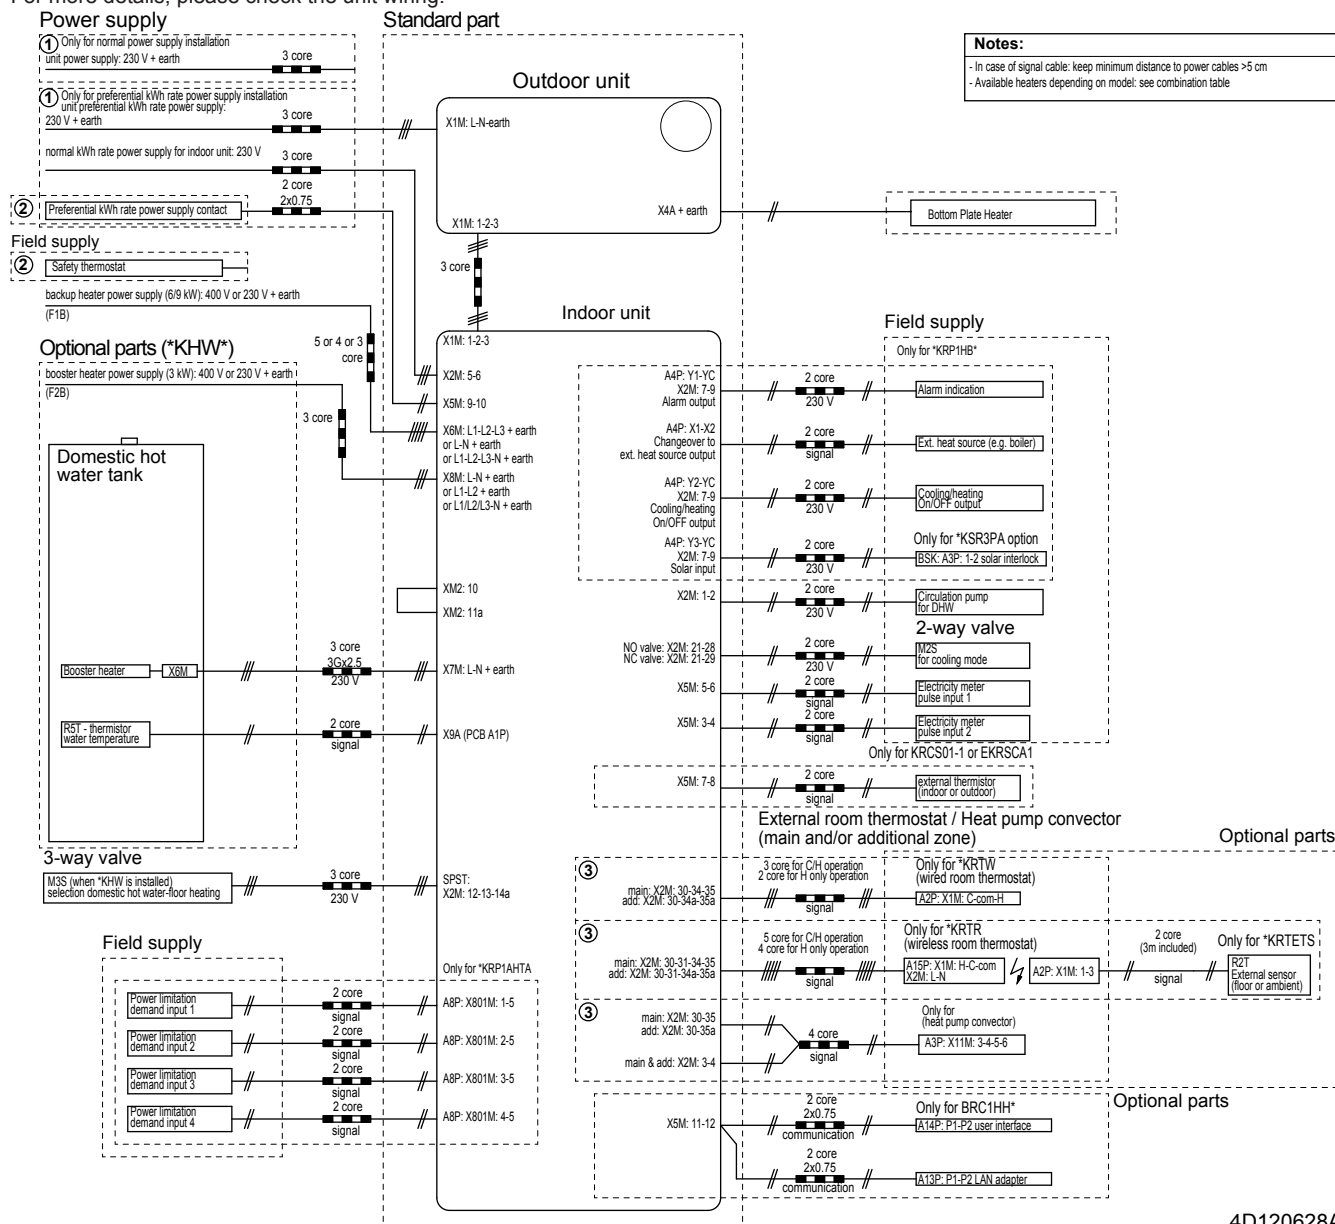 For more details, please check the unit wiring.
Power supply
Standard part
① Only for normal power supply installation
unit power supply: 230 V + earth
3 core
① Only for preferential kWh rate power supply installation
unit preferential kWh rate power supply:
230 V + earth
3 core
normal kWh rate power supply for indoor unit: 230 V
3 core
2 core
2x0.75
② Preferential kWh rate power supply contact
Field supply
② Safety thermostat
backup heater power supply (6/9 kW): 400 V or 230 V + earth
(F1B)
5 or 4 or 3
core
Optional parts (*KHW*)
booster heater power supply (3 kW): 400 V or 230 V + earth
(F2B)
3 core
Domestic hot
water tank
Booster heater
X6M
3 core
3Gx2.5
230 V
R5T - thermistor
water temperature
2 core
signal
3-way valve
M3S (when *KHW is installed)
selection domestic hot water-floor heating
3 core
230 V
Field supply
Power limitation
demand input 1
2 core
signal
Power limitation
demand input 2
2 core
signal
Power limitation
demand input 3
2 core
signal
Power limitation
demand input 4
2 core
signal
Outdoor unit
X1M: L-N-earth
X4A + earth
X1M: 1-2-3
3 core
Bottom Plate Heater
Notes:
- In case of signal cable: keep minimum distance to power cables >5 cm
- Available heaters depending on model: see combination table
Indoor unit
X1M: 1-2-3
X2M: 5-6
X5M: 9-10
X6M: L1-L2-L3 + earth
or L-N + earth
or L1-L2-L3-N + earth
X8M: L-N + earth
or L1-L2 + earth
or L1/L2/L3-N + earth
XM2: 10
XM2: 11a
X7M: L-N + earth
X9A (PCB A1P)
SPST:
X2M: 12-13-14a
Only for *KRP1AHTA
A8P: X801M: 1-5
A8P: X801M: 2-5
A8P: X801M: 3-5
A8P: X801M: 4-5
Field supply
Only for *KRP1HB*
A4P: Y1-YC
X2M: 7-9
Alarm output
2 core
230 V
Alarm indication
A4P: X1-X2
Changeover to
ext. heat source output
2 core
signal
Ext. heat source (e.g. boiler)
A4P: Y2-YC
X2M: 7-9
Cooling/heating
On/OFF output
2 core
230 V
Cooling/heating
On/OFF output
A4P: Y3-YC
X2M: 7-9
Solar input
2 core
230 V
Only for *KSR3PA option
BSK: A3P: 1-2 solar interlock
X2M: 1-2
2 core
230 V
Circulation pump
for DHW
2-way valve
NO valve: X2M: 21-28
NC valve: X2M: 21-29
2 core
230 V
M2S
for cooling mode
X5M: 5-6
2 core
signal
Electricity meter
pulse input 1
X5M: 3-4
2 core
signal
Electricity meter
pulse input 2
Only for KRCS01-1 or EKRSCA1
X5M: 7-8
2 core
signal
external thermistor
(indoor or outdoor)
External room thermostat / Heat pump convector
(main and/or additional zone)
Optional parts
③
main: X2M: 30-34-35
add: X2M: 30-34a-35a
3 core for C/H operation
2 core for H only operation
signal
Only for *KRTW
(wired room thermostat)
A2P: X1M: C-com-H
③
main: X2M: 30-31-34-35
add: X2M: 30-31-34a-35a
5 core for C/H operation
4 core for H only operation
signal
Only for *KRTR
(wireless room thermostat)
A15P: X1M: H-C-com
X2M: L-N
A2P: X1M: 1-3
2 core
(3m included)
signal
Only for *KRTETS
R2T
External sensor
(floor or ambient)
③
main: X2M: 30-35
add: X2M: 30-35a
main & add: X2M: 3-4
4 core
signal
Only for
(heat pump convector)
A3P: X11M: 3-4-5-6
Optional parts
X5M: 11-12
2 core
2x0.75
communication
Only for BRC1HH*
A14P: P1-P2 user interface
2 core
2x0.75
communication
A13P: P1-P2 LAN adapter
4D120628A